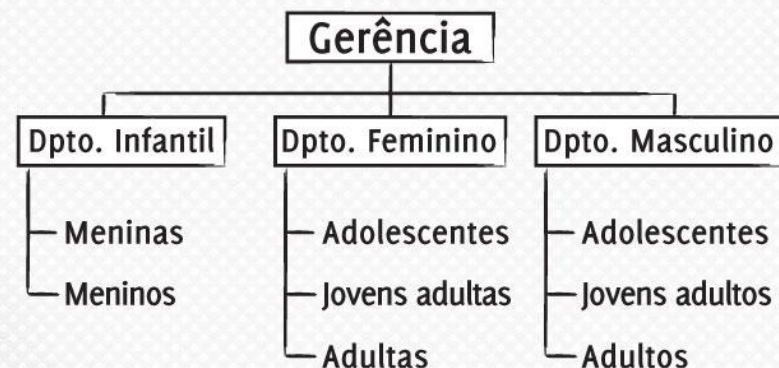 Gerência
Dpto. Infantil
Meninas
Meninos
Dpto. Feminino
Adolescentes
Jovens adultas
Adultas
Dpto. Masculino
Adolescentes
Jovens adultos
Adultos